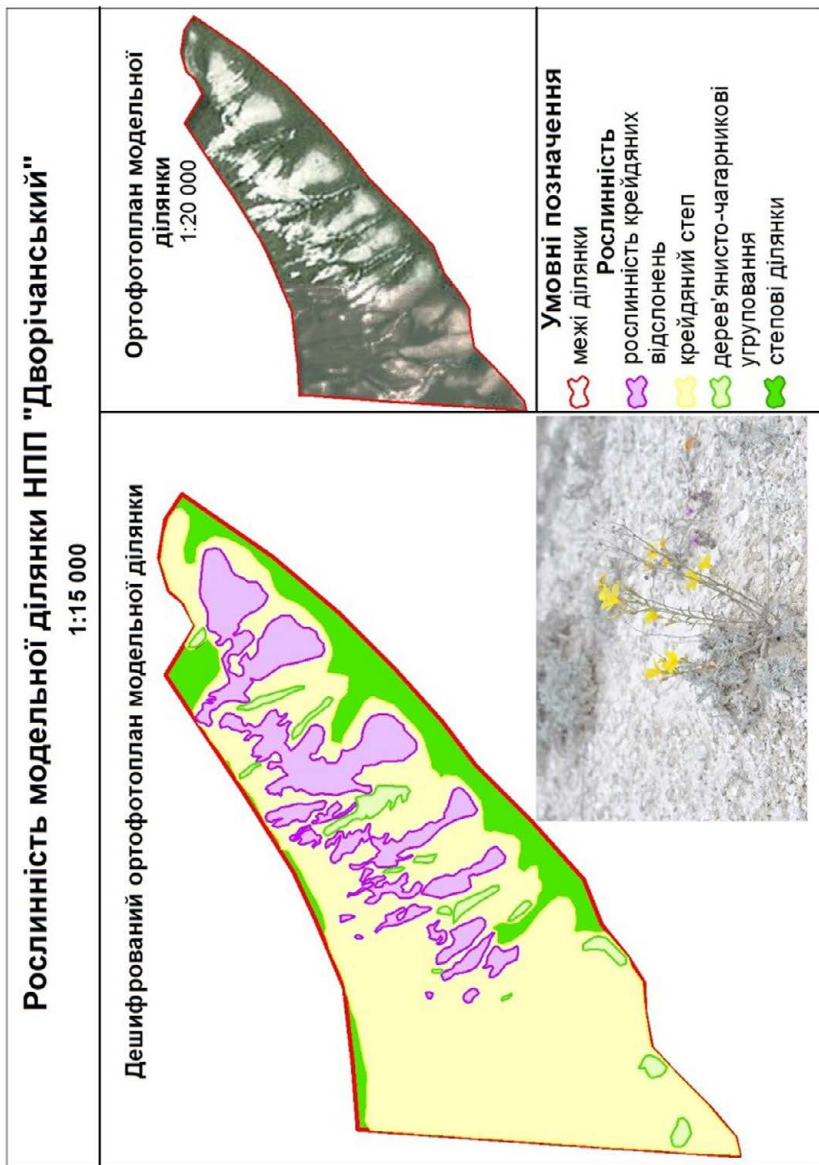 Рослинність модельної ділянки НПП "Дворічанський"
1:15 000
Дешифрований ортофотоплан модельної ділянки
Ортофотоплан модельної
ділянки
1:20 000
Умовні позначення
межі ділянки
Рослинність
рослинність крейдяних
відслонень
крейдяний степ
дерев'янисто-чагарникові
угруповання
степові ділянки